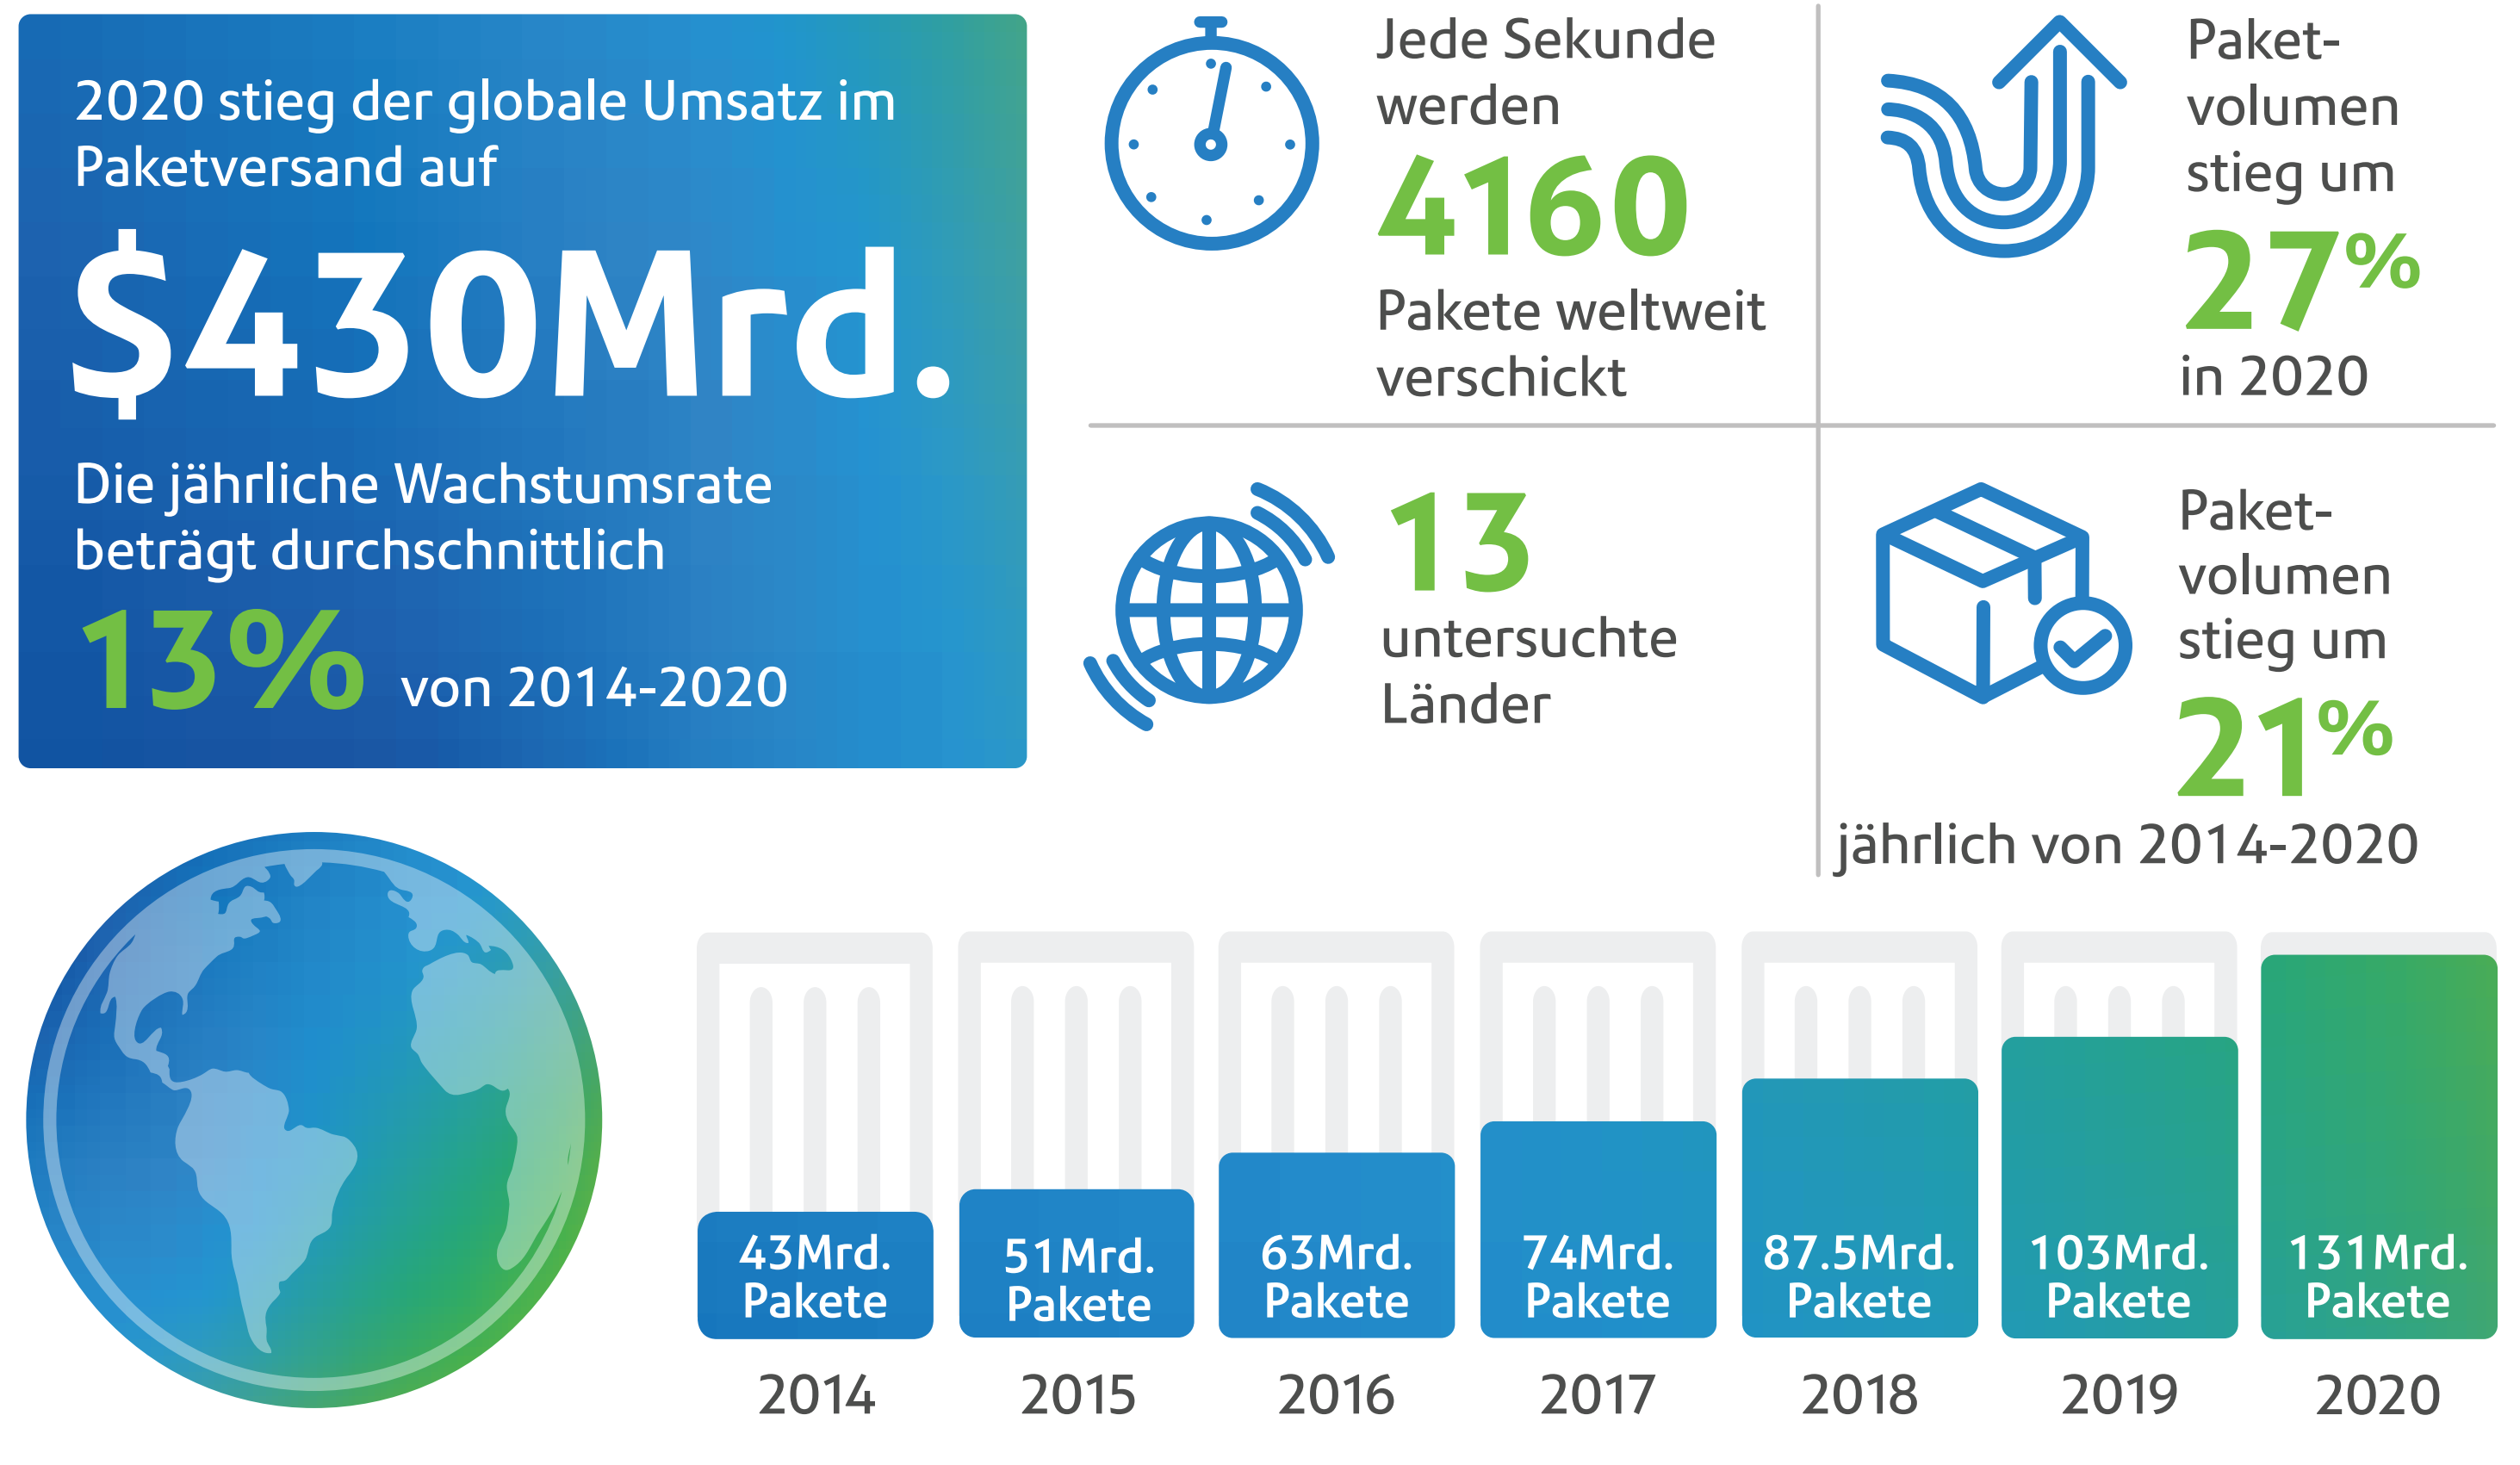 2020 stieg der globale Umsatz im
Paketversand auf
$430Mrd.
Die jährliche Wachstumsrate
beträgt durchschnittlich
13% von 2014-2020
Jede Sekunde
werden
4160
Pakete weltweit
verschickt
Paket-
volumen
stieg um
27%
in 2020
13
untersuchte
Länder
Paket-
volumen
stieg um
21%
jährlich von 2014-2020
43Mrd.
Pakete
2014
51Mrd.
Pakete
2015
63Mrd.
Pakete
2016
74Mrd.
Pakete
2017
87.5Mrd.
Pakete
2018
103Mrd.
Pakete
2019
131Mrd.
Pakete
2020